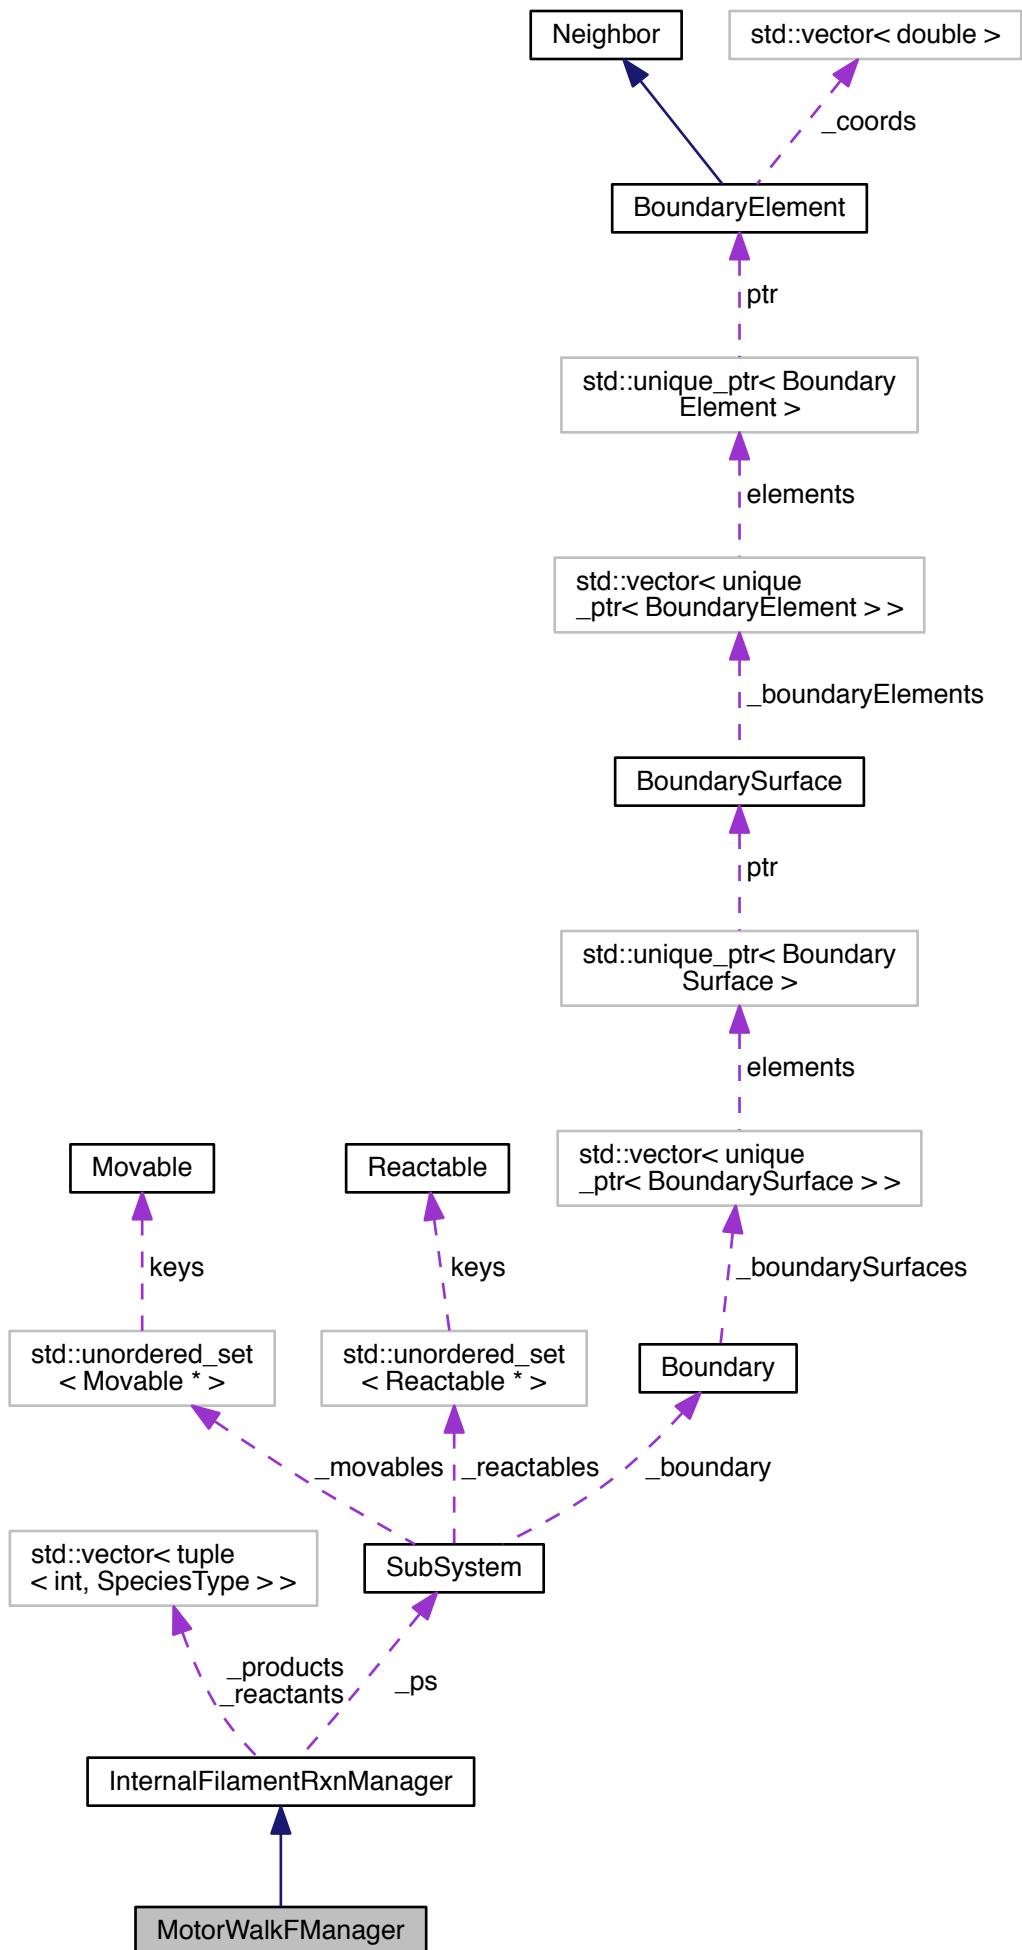 Neighbor
std::vector< double >
_coords
BoundaryElement
ptr
std::unique_ptr< Boundary
Element >
elements
std::vector< unique
_ptr< BoundaryElement > >
_boundaryElements
BoundarySurface
ptr
std::unique_ptr< Boundary
Surface >
elements
Movable
Reactable
std::vector< unique
_ptr< BoundarySurface > >
keys
keys
_boundarySurfaces
std::unordered_set
< Movable * >
std::unordered_set
< Reactable * >
Boundary
_movables
_reactables
_boundary
std::vector< tuple
< int, SpeciesType > >
SubSystem
_products
_reactants
_ps
InternalFilamentRxnManager
MotorWalkFManager